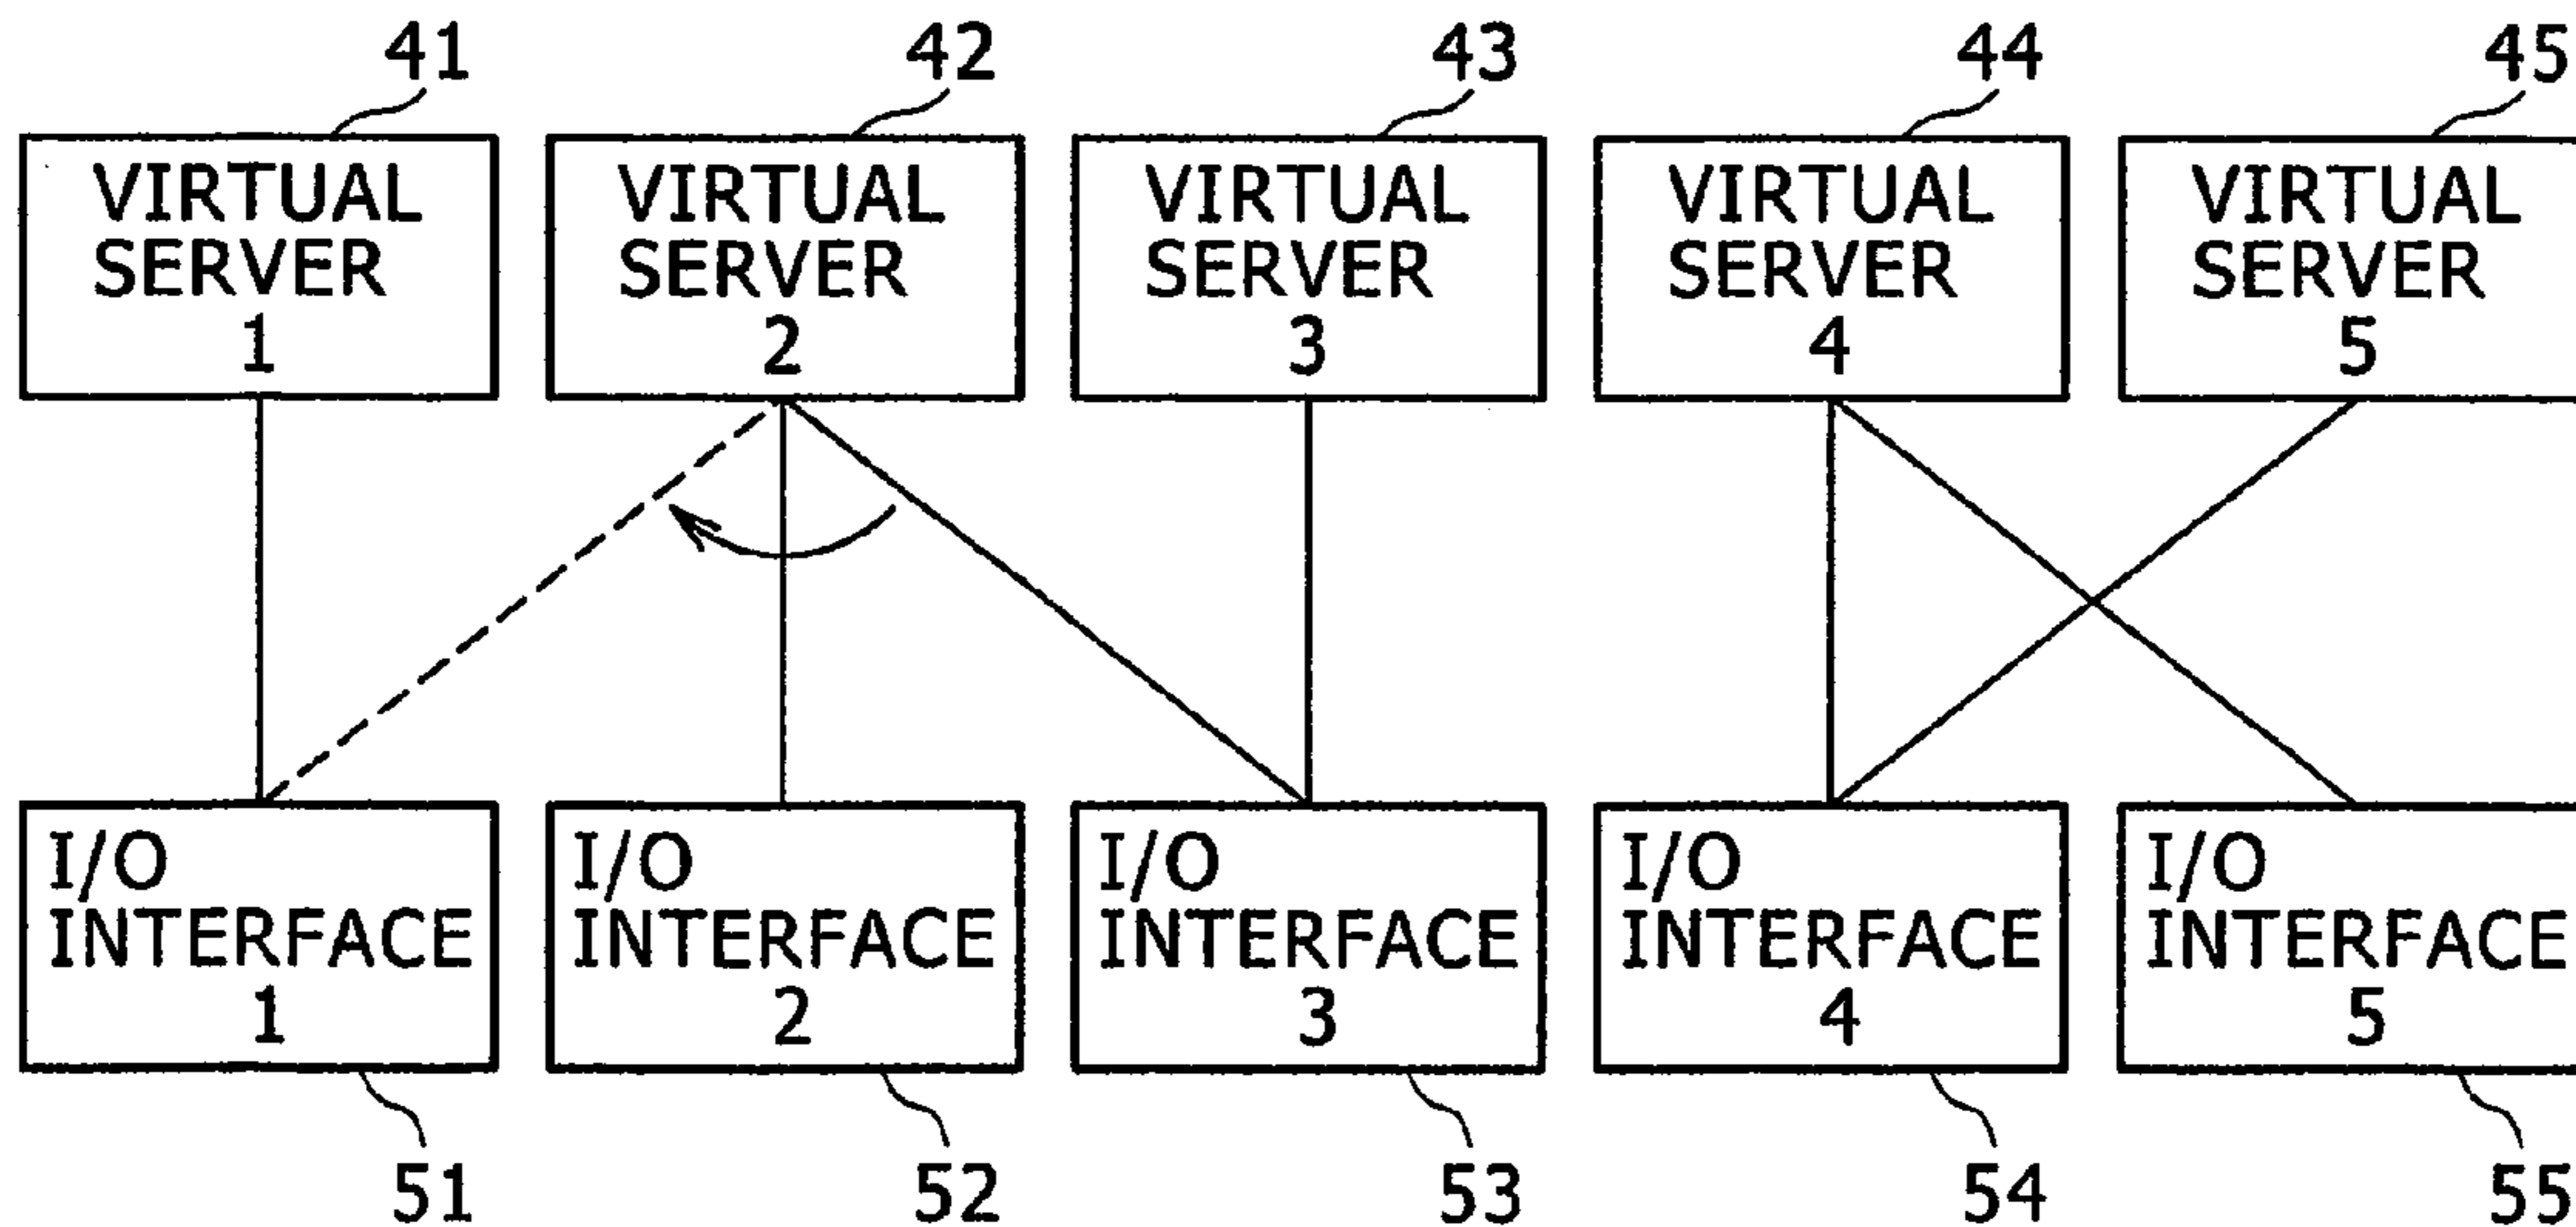 41 42 43 44 45
VIRTUAL SERVER 1
VIRTUAL SERVER 2
VIRTUAL SERVER 3
VIRTUAL SERVER 4
VIRTUAL SERVER 5
I/O INTERFACE 1
I/O INTERFACE 2
I/O INTERFACE 3
I/O INTERFACE 4
I/O INTERFACE 5
51 52 53 54 55